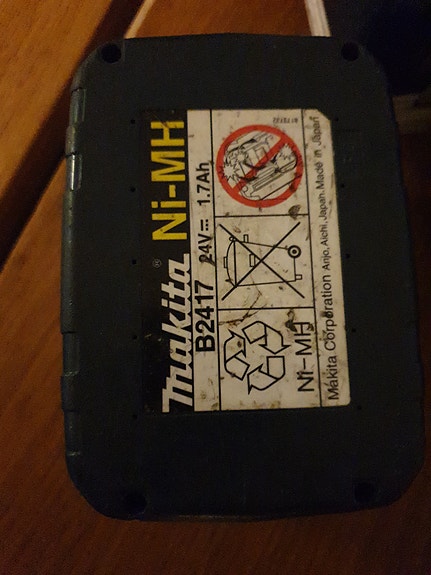 makita® Ni-MH
B2417 24V 1.7Ah
Ni-MH
Makita Corporation Anjo, Aichi, Japan. Made in Japan